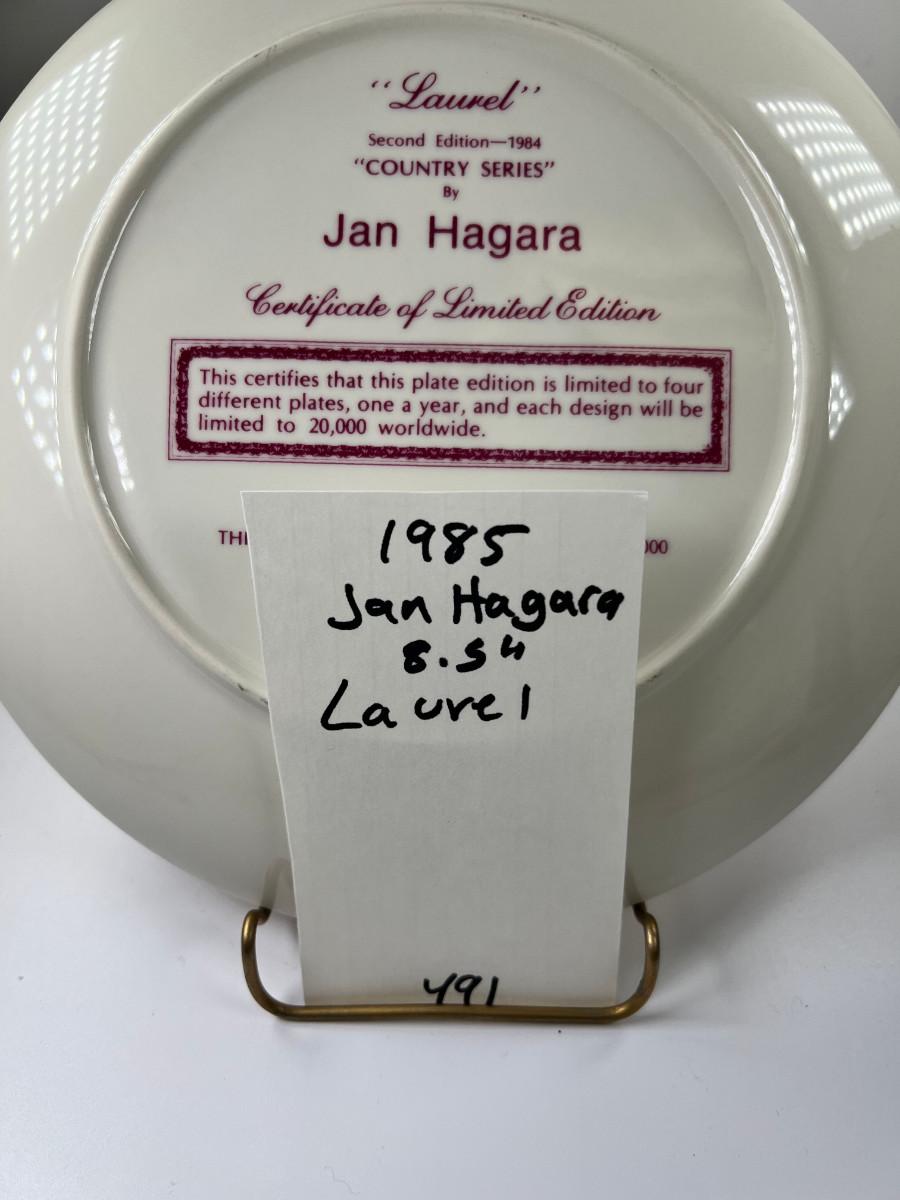 “Laurel”
Second Edition—1984
“COUNTRY SERIES”
By
Jan Hagara
Certificate of Limited Edition
This certifies that this plate edition is limited to four
different plates, one a year, and each design will be
limited to 20,000 worldwide.
1985
Jan Hagara
8.5"
Laurel
491